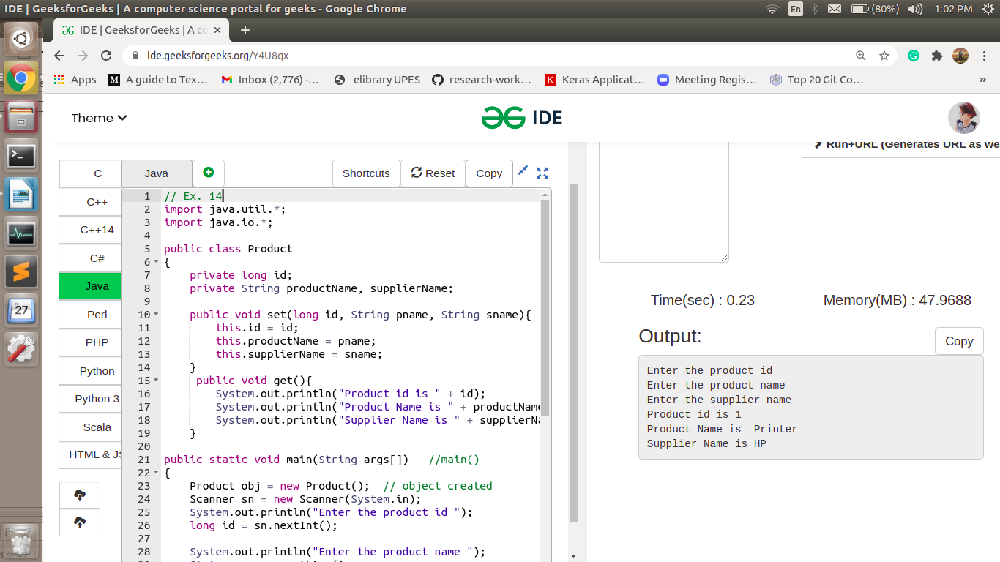 IDE | GeeksforGeeks | A computer science portal for geeks - Google Chrome
En
(80%)
1:02 PM
IDE | GeeksforGeeks | A co
ide.geeksforgeeks.org/Y4U8qx
Apps
M A guide to Tex...
Inbox (2,776) -...
elibrary UPES
research-work...
K Keras Applicat...
Meeting Regis...
Top 20 Git Co...
»
Theme
IDE
Run+URL (Generates URL as we
C
C++
C++14
C#
Java
Perl
PHP
Python
Python 3
Scala
HTML & JS
Java
Shortcuts
Reset
Copy
1 // Ex. 14
2 import java.util.*;
3 import java.io.*;
4
5 public class Product
6 {
7     private long id;
8     private String productName, supplierName;
9
10     public void set(long id, String pname, String sname){
11         this.id = id;
12         this.productName = pname;
13         this.supplierName = sname;
14     }
15      public void get(){
16         System.out.println("Product id is " + id);
17         System.out.println("Product Name is " + productName
18         System.out.println("Supplier Name is " + supplierNa
19     }
20
21 public static void main(String args[])   //main()
22 {
23     Product obj = new Product();  // object created
24     Scanner sn = new Scanner(System.in);
25     System.out.println("Enter the product id ");
26     long id = sn.nextInt();
27
28     System.out.println("Enter the product name ");
Time(sec) : 0.23
Memory(MB) : 47.9688
Output:
Copy
Enter the product id
Enter the product name
Enter the supplier name
Product id is 1
Product Name is  Printer
Supplier Name is HP
27